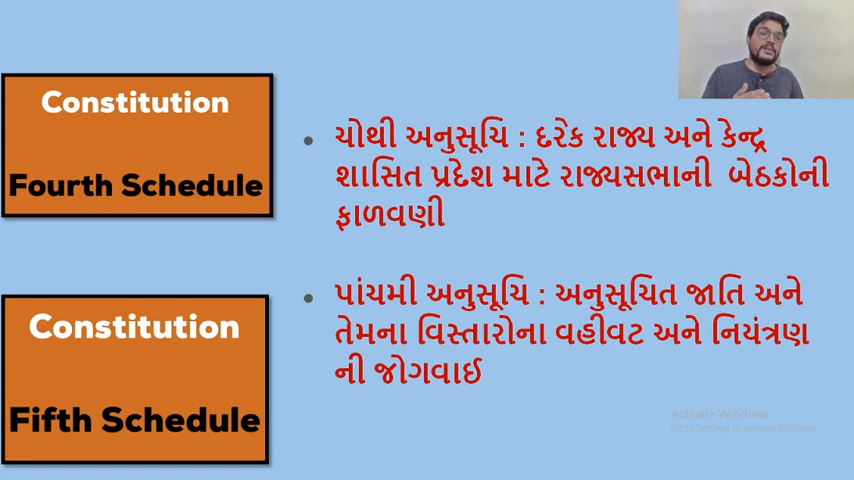 Constitution
Fourth Schedule
ચોથી અનુસૂચિ : દરેક રાજ્ય અને કેન્દ્ર
શાસિત પ્રદેશ માટે રાજ્યસભાની બેઠકોની
ફાળવણી
Constitution
Fifth Schedule
પાંચમી અનુસૂચિ : અનુસૂચિત જાતિ અને
તેમના વિસ્તારોના વહીવટ અને નિયંત્રણ
ની જોગવાઈ
Activate Windows
Go to Settings to activate Windows.